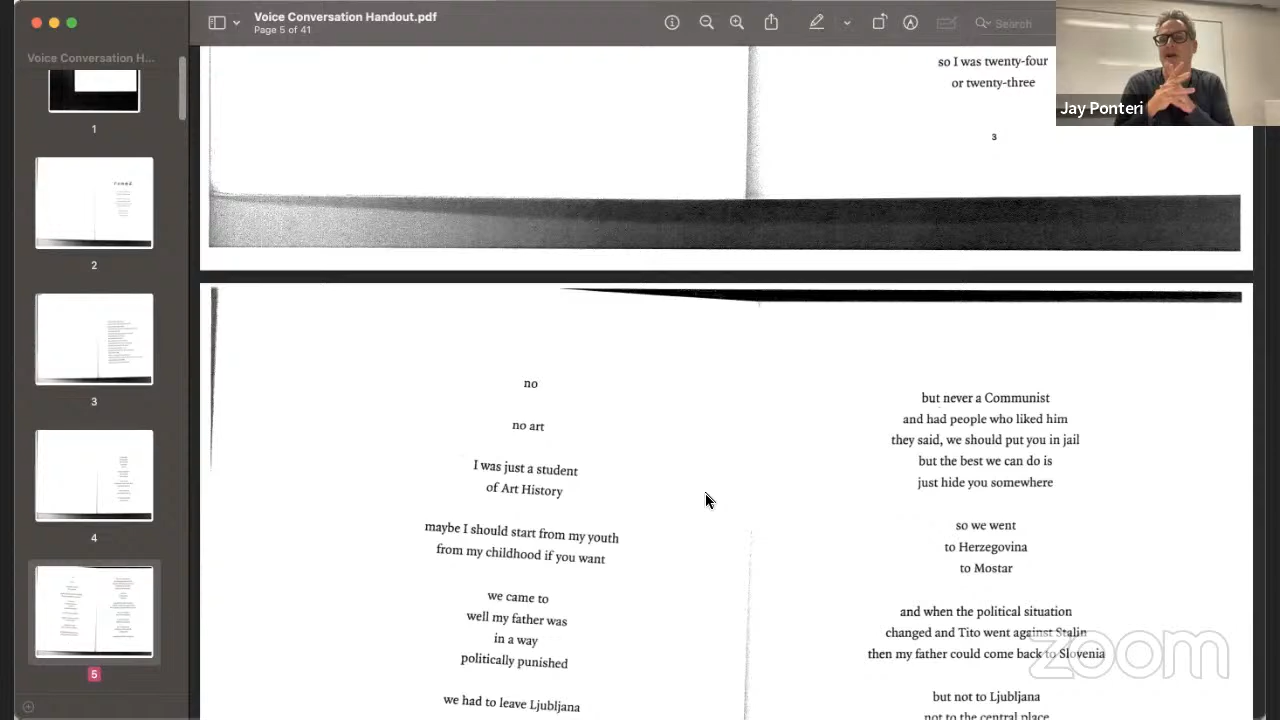 Voice Conversation Handout.pdf
Page 5 of 41
Search
Voice Conversation H...
1
2
3
4
5
so I was twenty-four
or twenty-three
3
Jay Ponteri
no
no art
I was just a student
of Art History
maybe I should start from my youth
from my childhood if you want
we came to
well my father was
in a way
politically punished
we had to leave Ljubljana
but never a Communist
and had people who liked him
they said, we should put you in jail
but the best we can do is
just hide you somewhere
so we went
to Herzegovina
to Mostar
and when the political situation
changed and Tito went against Stalin
then my father could come back to Slovenia
but not to Ljubljana
not to the central place
zoom